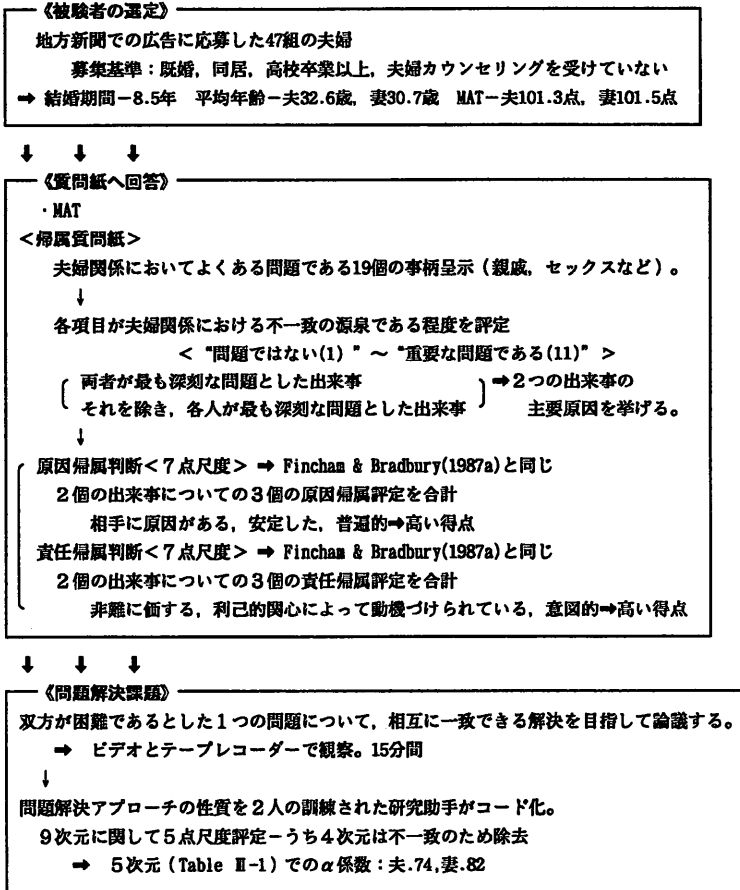 《被験者の選定》
地方新聞での広告に応募した47組の夫婦
募集基準：既婚，同居，高校卒業以上，夫婦カウンセリングを受けていない
➡ 結婚期間－8.5年　平均年齢－夫32.6歳，妻30.7歳　MAT－夫101.3点，妻101.5点
⬇ ⬇ ⬇
《質問紙へ回答》
・MAT
＜帰属質問紙＞
夫婦関係においてよくある問題である19個の事柄呈示（親戚，セックスなど）。
↓
各項目が夫婦関係における不一致の源泉である程度を評定
＜ “問題ではない(1) ” ～ “重要な問題である(11)” ＞
両者が最も深刻な問題とした出来事 ➡２つの出来事の
それを除き，各人が最も深刻な問題とした出来事 主要原因を挙げる。
↓
原因帰属判断＜７点尺度＞ ➡ Fincham & Bradbury(1987a)と同じ
２個の出来事についての３個の原因帰属評定を合計
相手に原因がある，安定した，普遍的➡高い得点
責任帰属判断＜７点尺度＞ ➡ Fincham & Bradbury(1987a)と同じ
２個の出来事についての３個の責任帰属評定を合計
非難に価する，利己的関心によって動機づけられている，意図的➡高い得点
⬇ ⬇ ⬇
《問題解決課題》
双方が困難であるとした１つの問題について，相互に一致できる解決を目指して論議する。
➡ ビデオとテープレコーダーで観察。15分間
↓
問題解決アプローチの性質を２人の訓練された研究助手がコード化。
９次元に関して５点尺度評定－うち４次元は不一致のため除去
➡ ５次元（Table Ⅱ-1）でのα係数：夫.74,妻.82